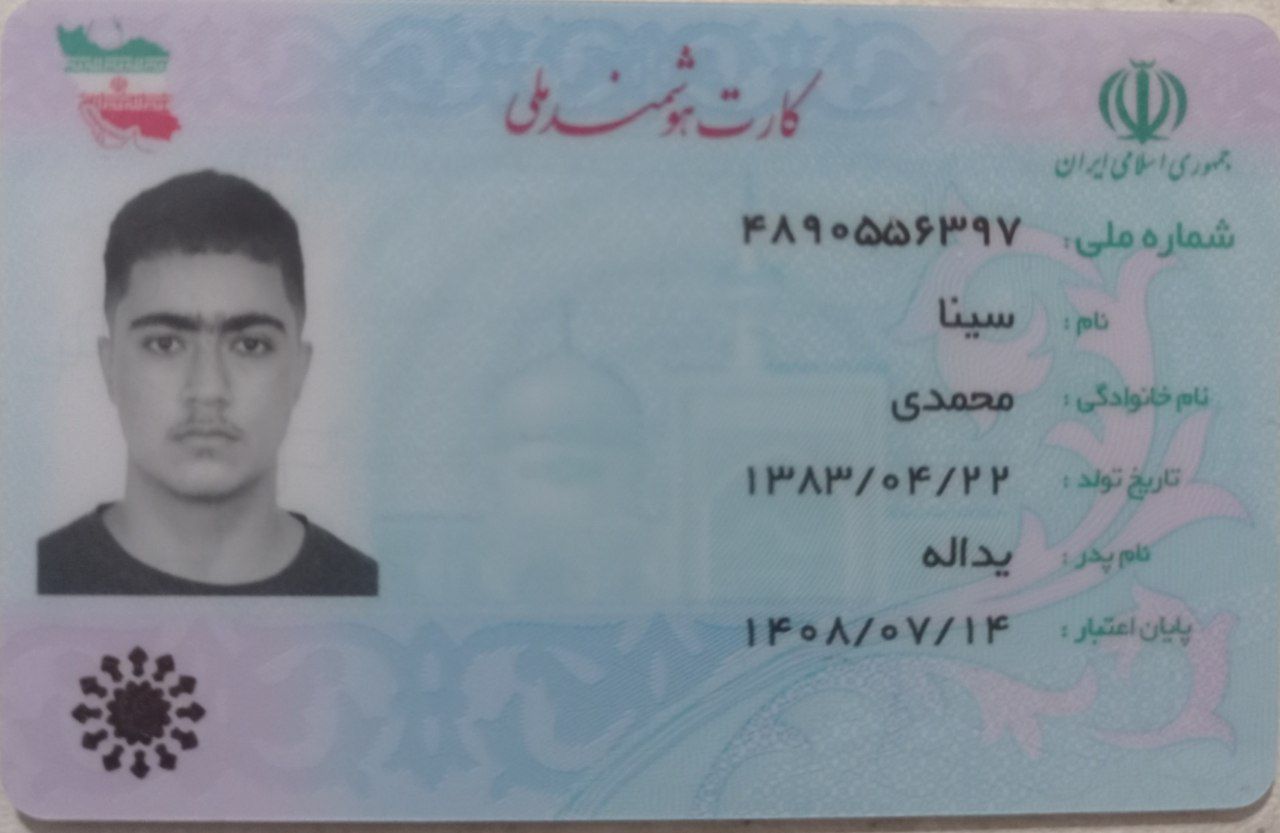 کارت هوشمند ملی
جمهوری اسلامی ایران
شماره ملی: ۴۸۹۰۵۵۶۳۹۷
نام: سینا
نام خانوادگی: محمدی
تاریخ تولد: ۱۳۸۳/۰۴/۲۲
نام پدر: یداله
پایان اعتبار: ۱۴۰۸/۰۷/۱۴